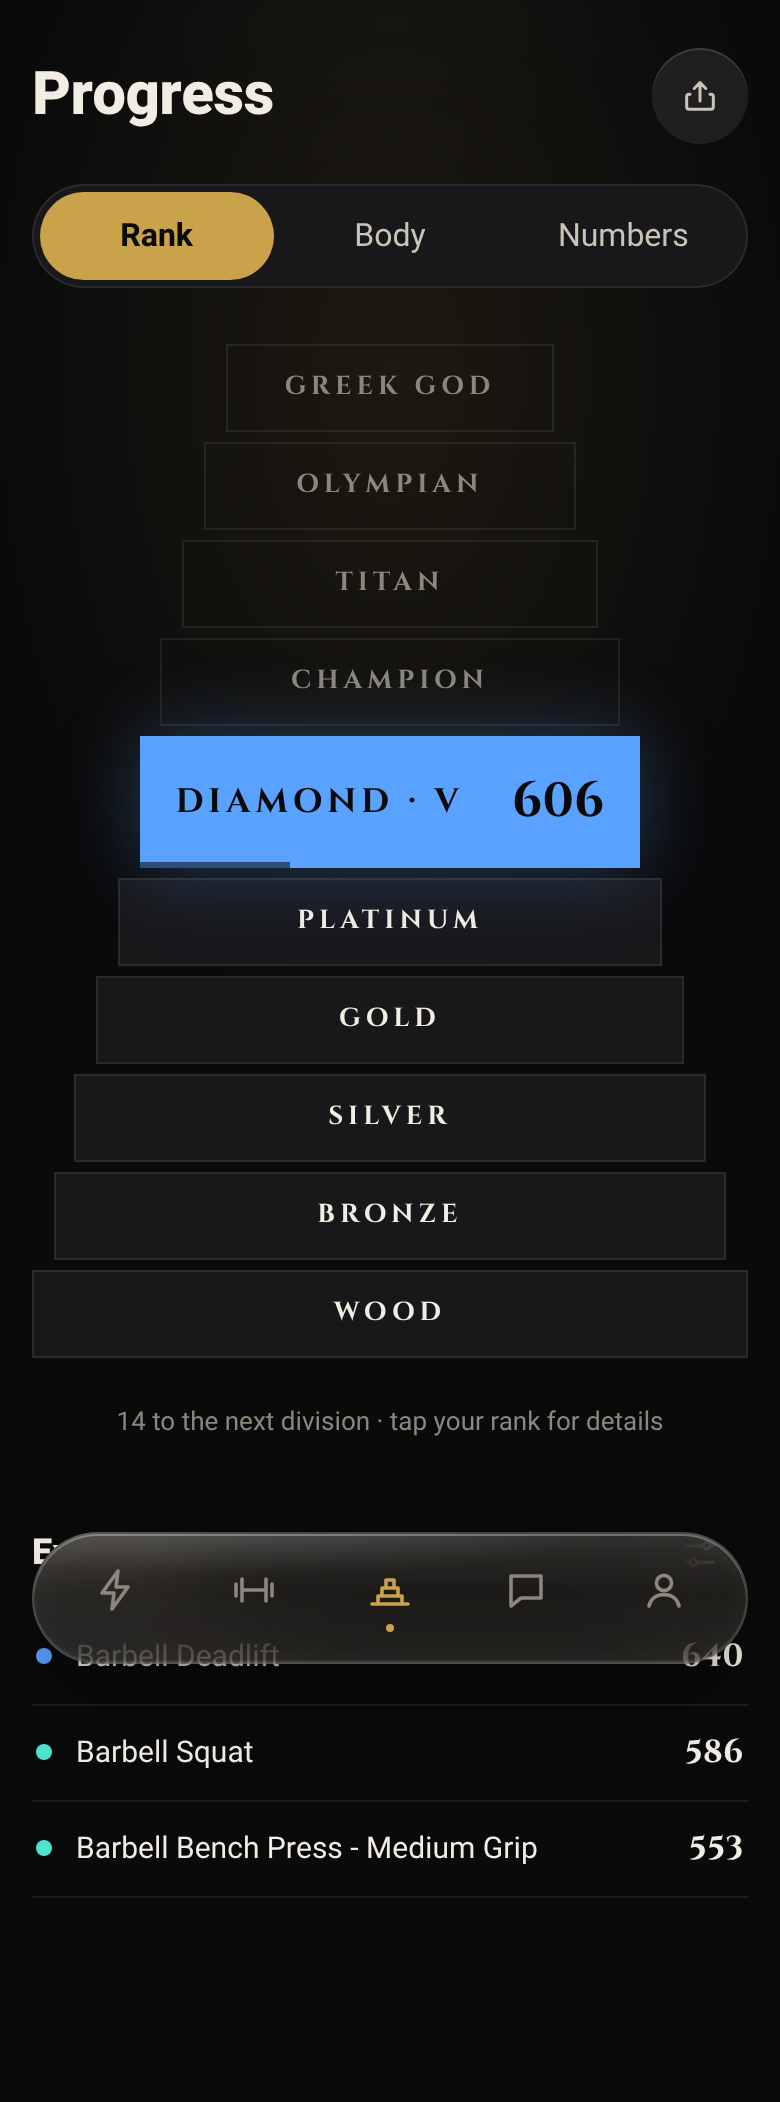 Progress
Rank Body Numbers
GREEK GOD
OLYMPIAN
TITAN
CHAMPION
DIAMOND · V 606
PLATINUM
GOLD
SILVER
BRONZE
WOOD
14 to the next division · tap your rank for details
Barbell Deadlift 640
Barbell Squat 586
Barbell Bench Press - Medium Grip 553